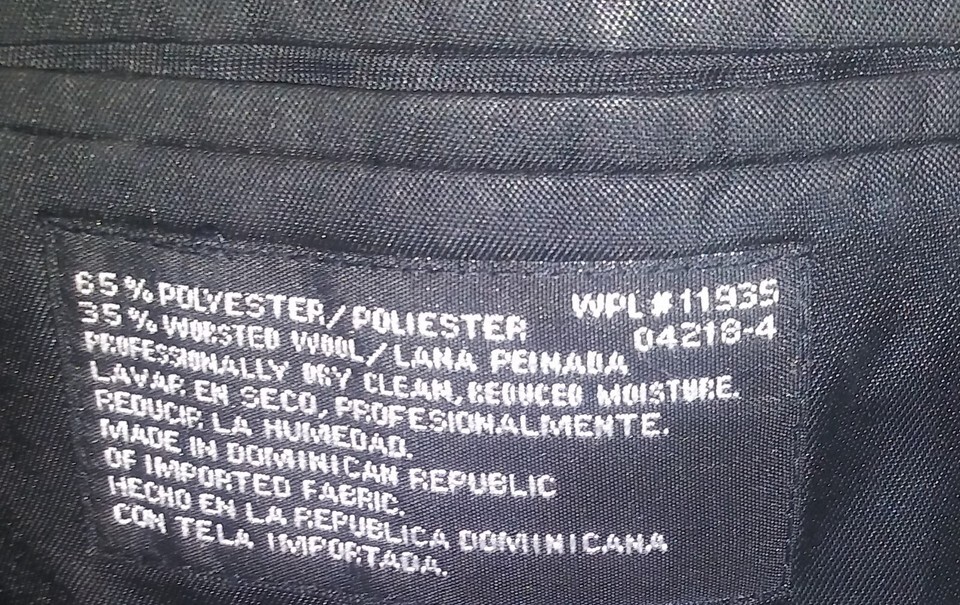 65% POLYESTER/POLIESTER
35% WORSTED WOOL/LANA PEINADA
PROFESSIONALLY DRY CLEAN, REDUCED MOISTURE.
LAVAR EN SECO, PROFESIONALMENTE.
REDUCIR LA HUMEDAD.
MADE IN DOMINICAN REPUBLIC
OF IMPORTED FABRIC.
HECHO EN LA REPUBLICA DOMINICANA
CON TELA IMPORTADA.
WPL#11935
04218-4